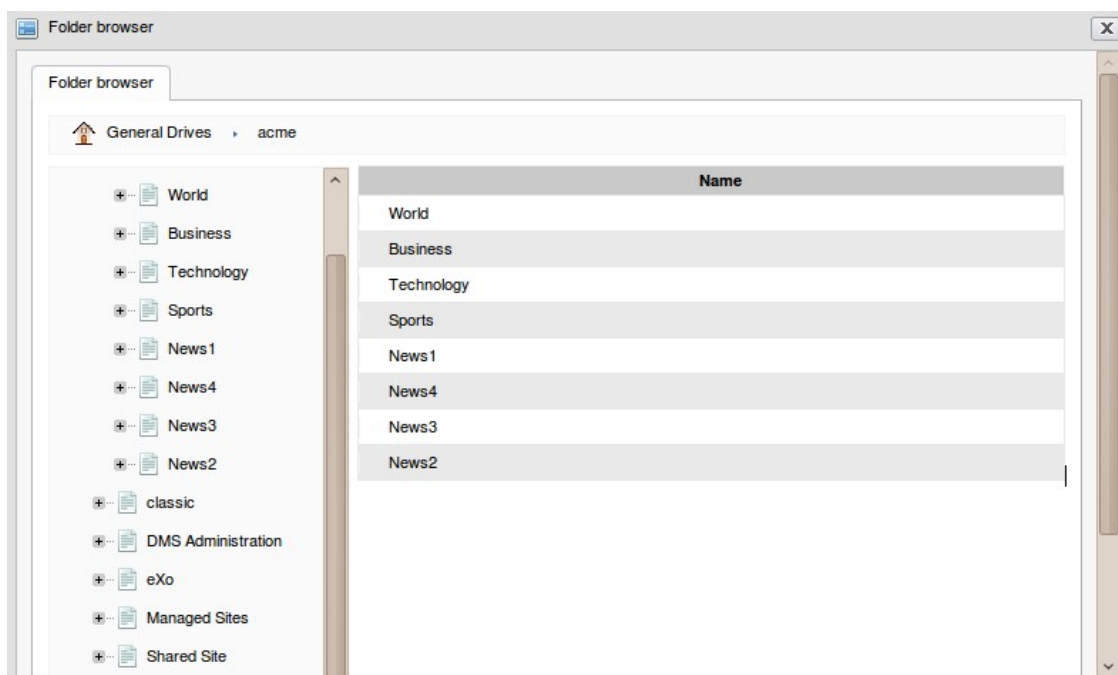 Folder browser
X
Folder browser
General Drives acme
World
Business
Technology
Sports
News1
News4
News3
News2
classic
DMS Administration
eXo
Managed Sites
Shared Site
Name
World
Business
Technology
Sports
News1
News4
News3
News2